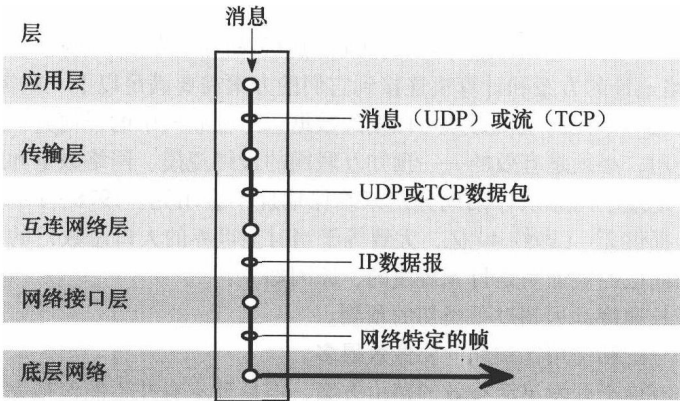 消息
层
应用层
消息（UDP）或流（TCP）
传输层
UDP或TCP数据包
互连网络层
IP数据报
网络接口层
网络特定的帧
底层网络